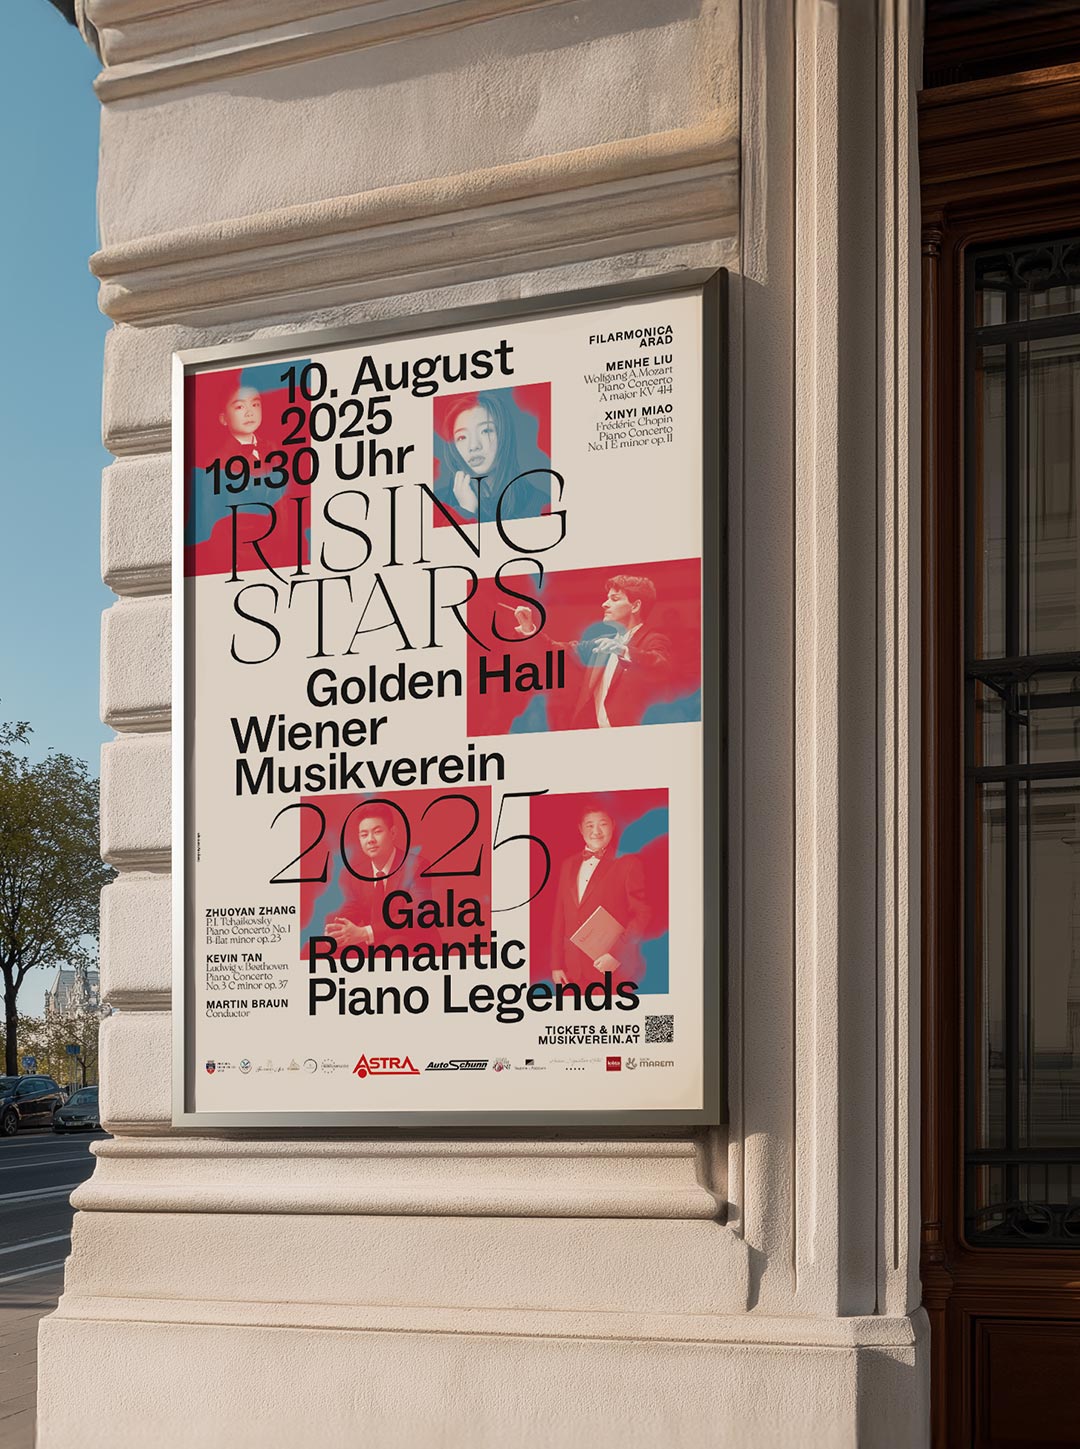 10. August
2025
19:30 Uhr
RISING
STARS
Golden Hall
Wiener
Musikverein
2025
Gala
Romantic
Piano Legends
FILARMONICA
ARAD
MENHE LIU
Wolfgang A.Mozart
Piano Concerto
A major KV 414
XINYI MIAO
Frédéric Chopin
Piano Concerto
No.1 E minor op.11
ZHUOYAN ZHANG
P. I. Tchaikovsky
Piano Concerto No.1
B-flat minor op.23
KEVIN TAN
Ludwig v. Beethoven
Piano Concerto
No.3 C minor op. 37
MARTIN BRAUN
Conductor
TICKETS & INFO
MUSIKVEREIN.AT
ASTRA
AutoSchunn
MAREM